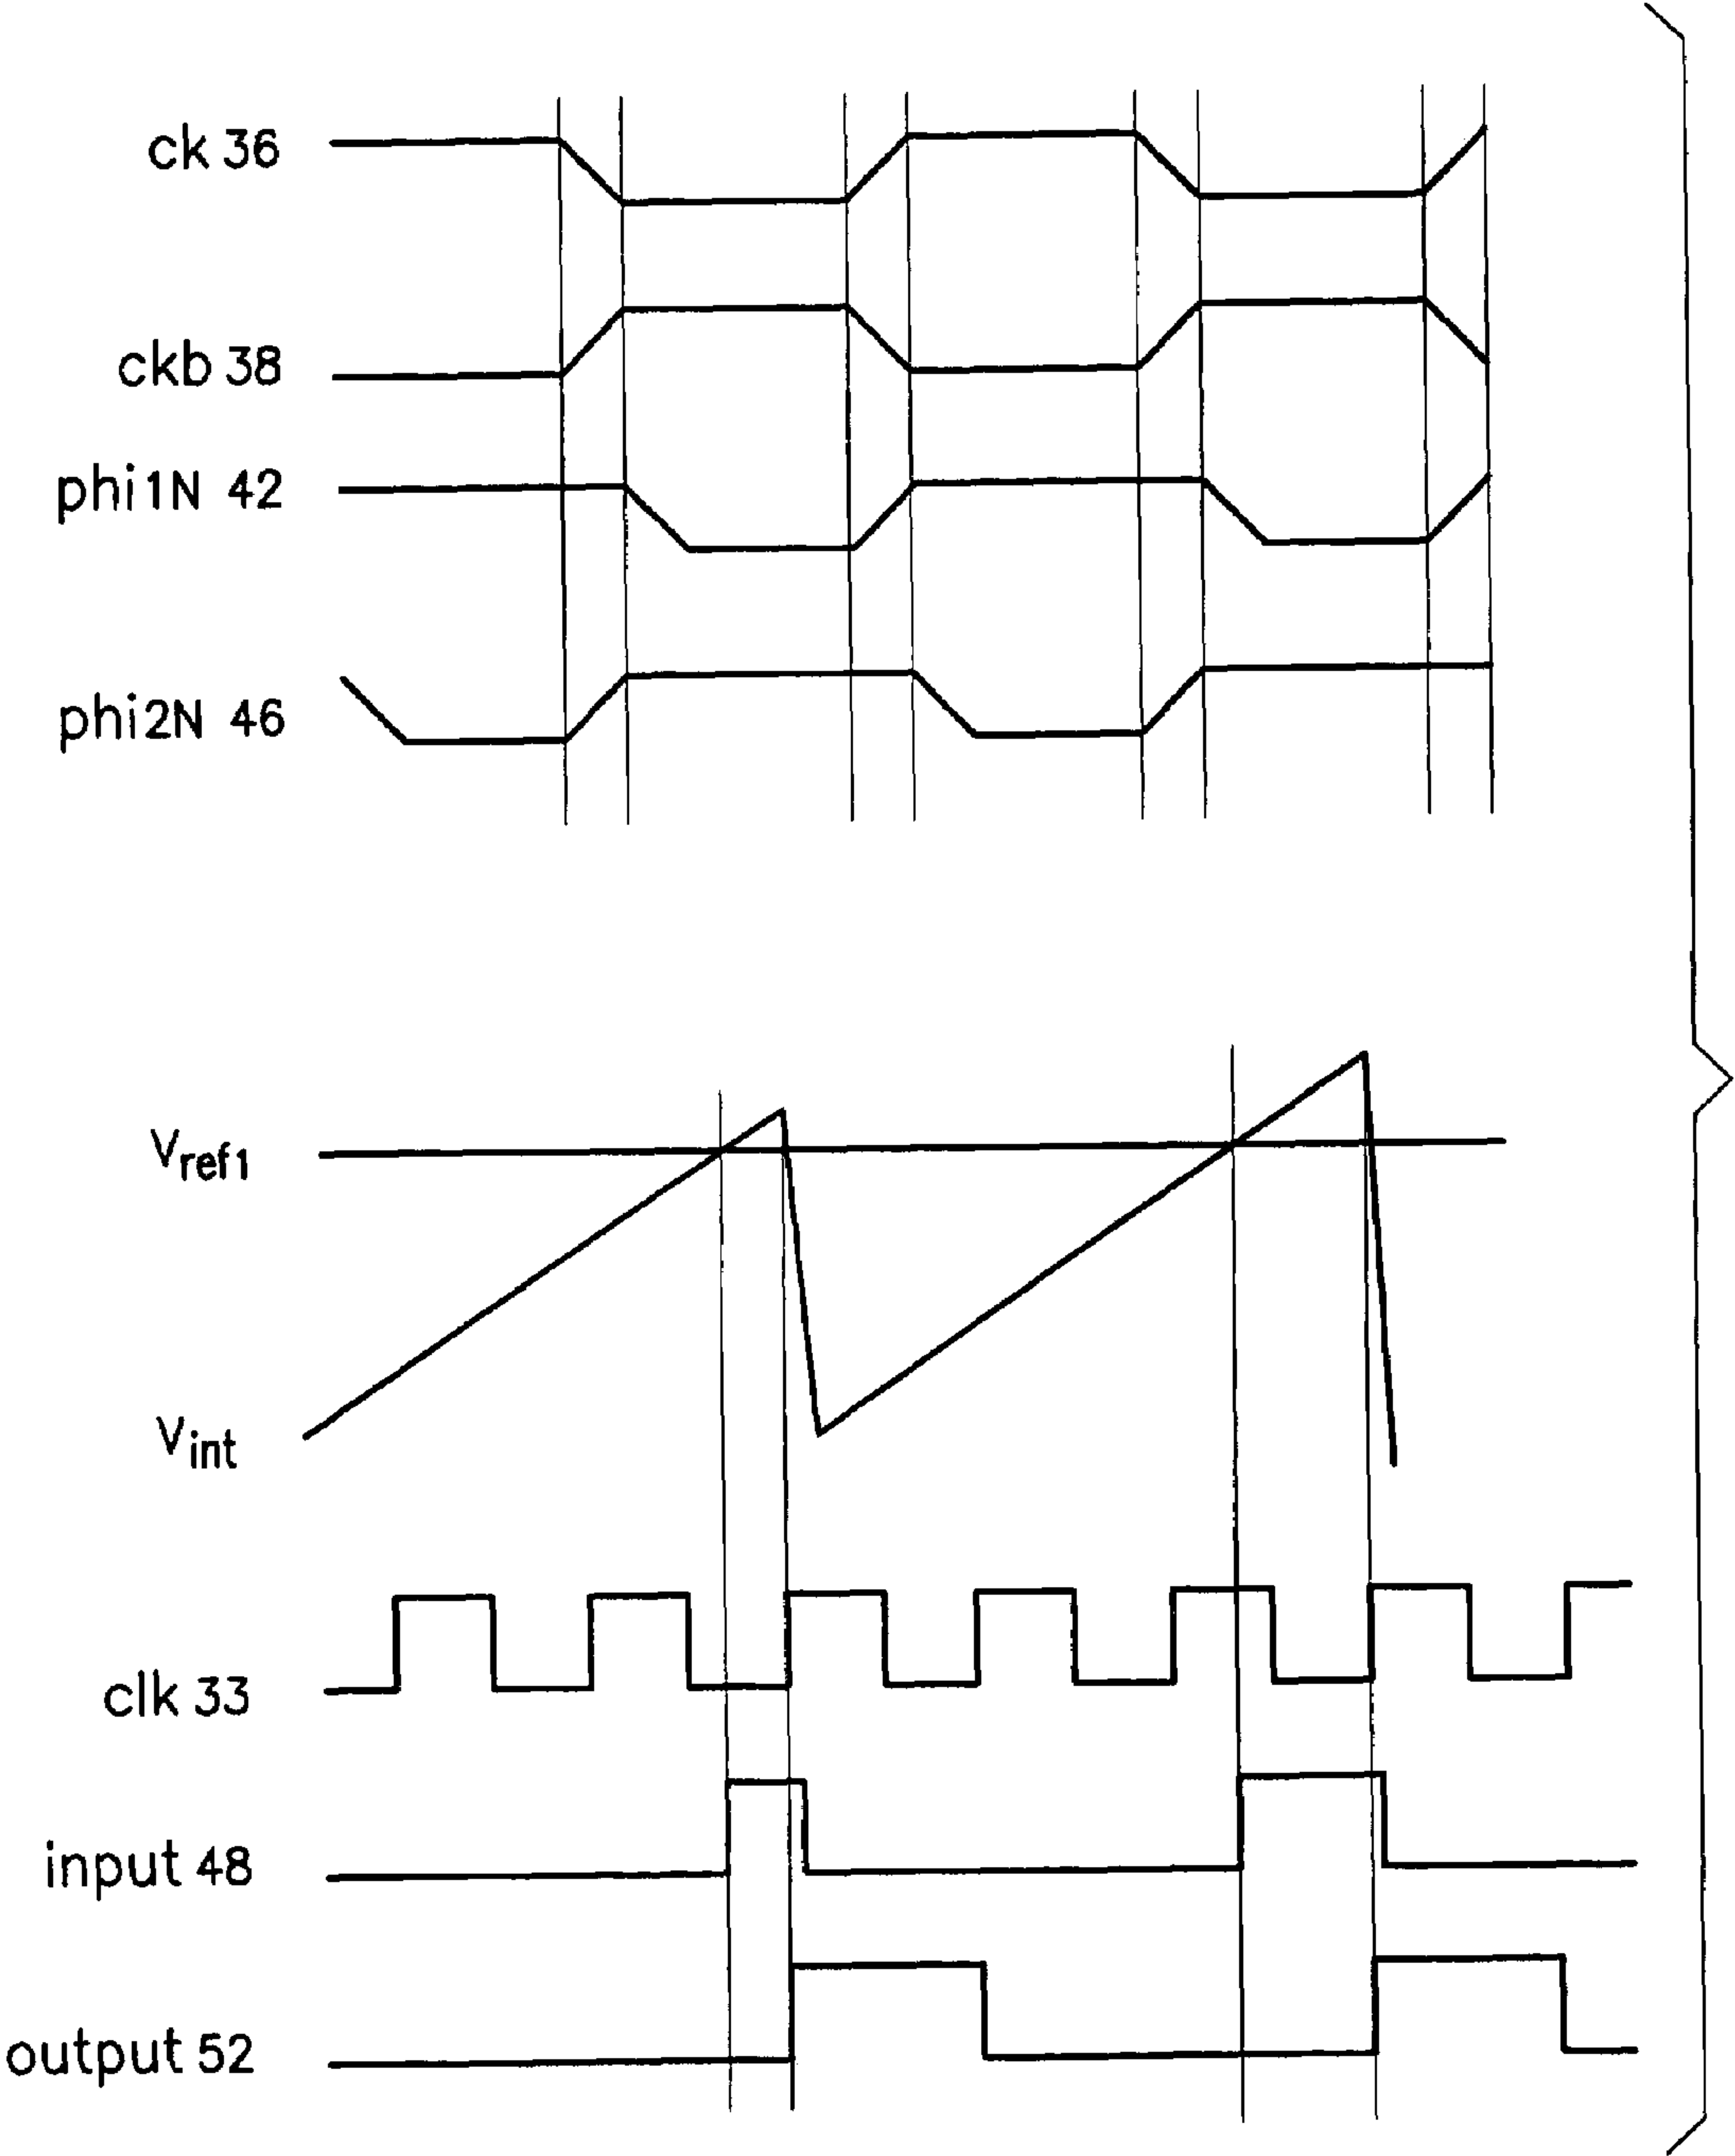 ck 36
ckb 38
phi1N 42
phi2N 46
Vref1
Vint
clk 33
input 48
output 52